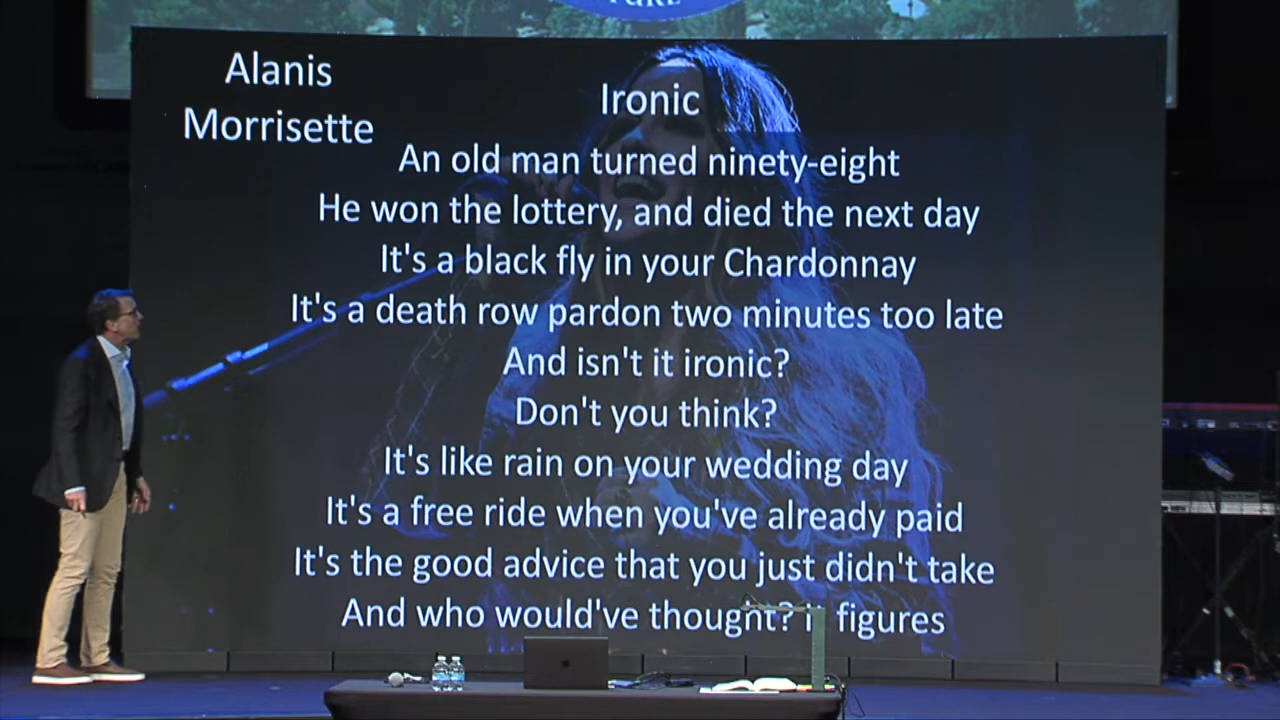 Alanis
Morrisette
Ironic
An old man turned ninety-eight
He won the lottery, and died the next day
It's a black fly in your Chardonnay
It's a death row pardon two minutes too late
And isn't it ironic?
Don't you think?
It's like rain on your wedding day
It's a free ride when you've already paid
It's the good advice that you just didn't take
And who would've thought? figures